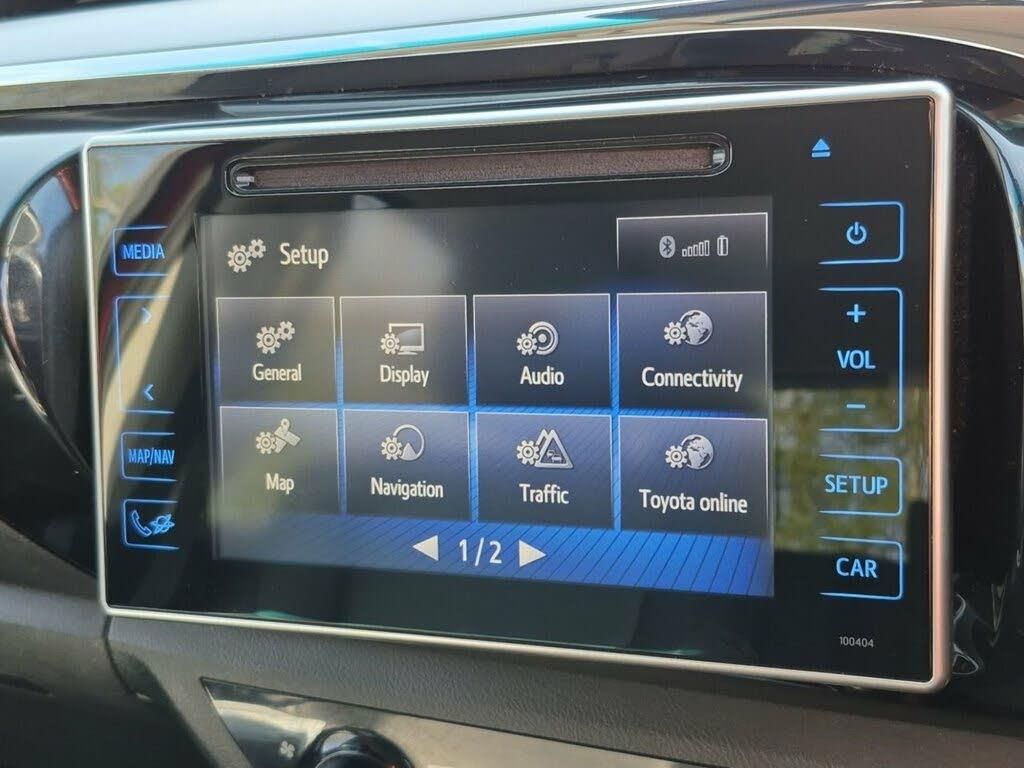 MEDIA
Setup
General
Display
Audio
Connectivity
+
VOL
-
MAP/NAV
Map
Navigation
Traffic
Toyota online
SETUP
1/2
CAR
100404